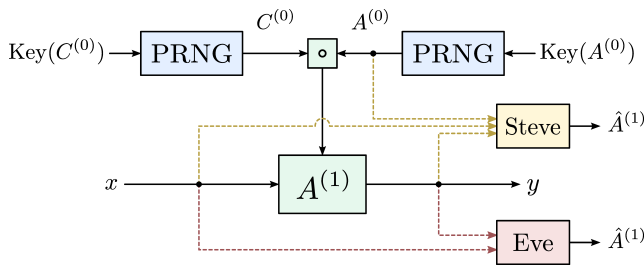 C^{(0)} A^{(0)}
Key(C^{(0)}) PRNG ∘ PRNG Key(A^{(0)})
Steve Â^{(1)}
x A^{(1)} y
Eve Â^{(1)}